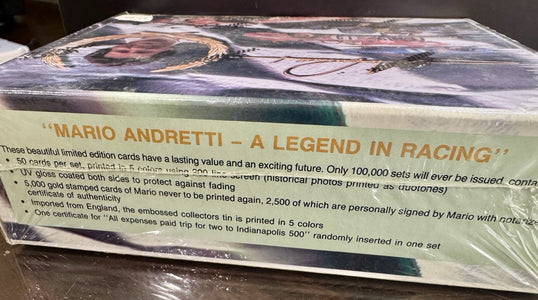 “MARIO ANDRETTI – A LEGEND IN RACING”
These beautiful limited edition cards have a lasting value and an exciting future. Only 100,000 sets will ever be issued,
• 50 cards per set, printed in 5 colors using 200 line screen (historical photos printed as duotones)
UV gloss coated both sides to protect against fading
• 5,000 gold stamped cards of Mario never to be printed again, 2,500 of which are personally signed by Mario with
certificate of authenticity
• Imported from England, the embossed collectors tin is printed in 5 colors
• One certificate for "All expenses paid trip for two to Indianapolis 500" randomly inserted in one set